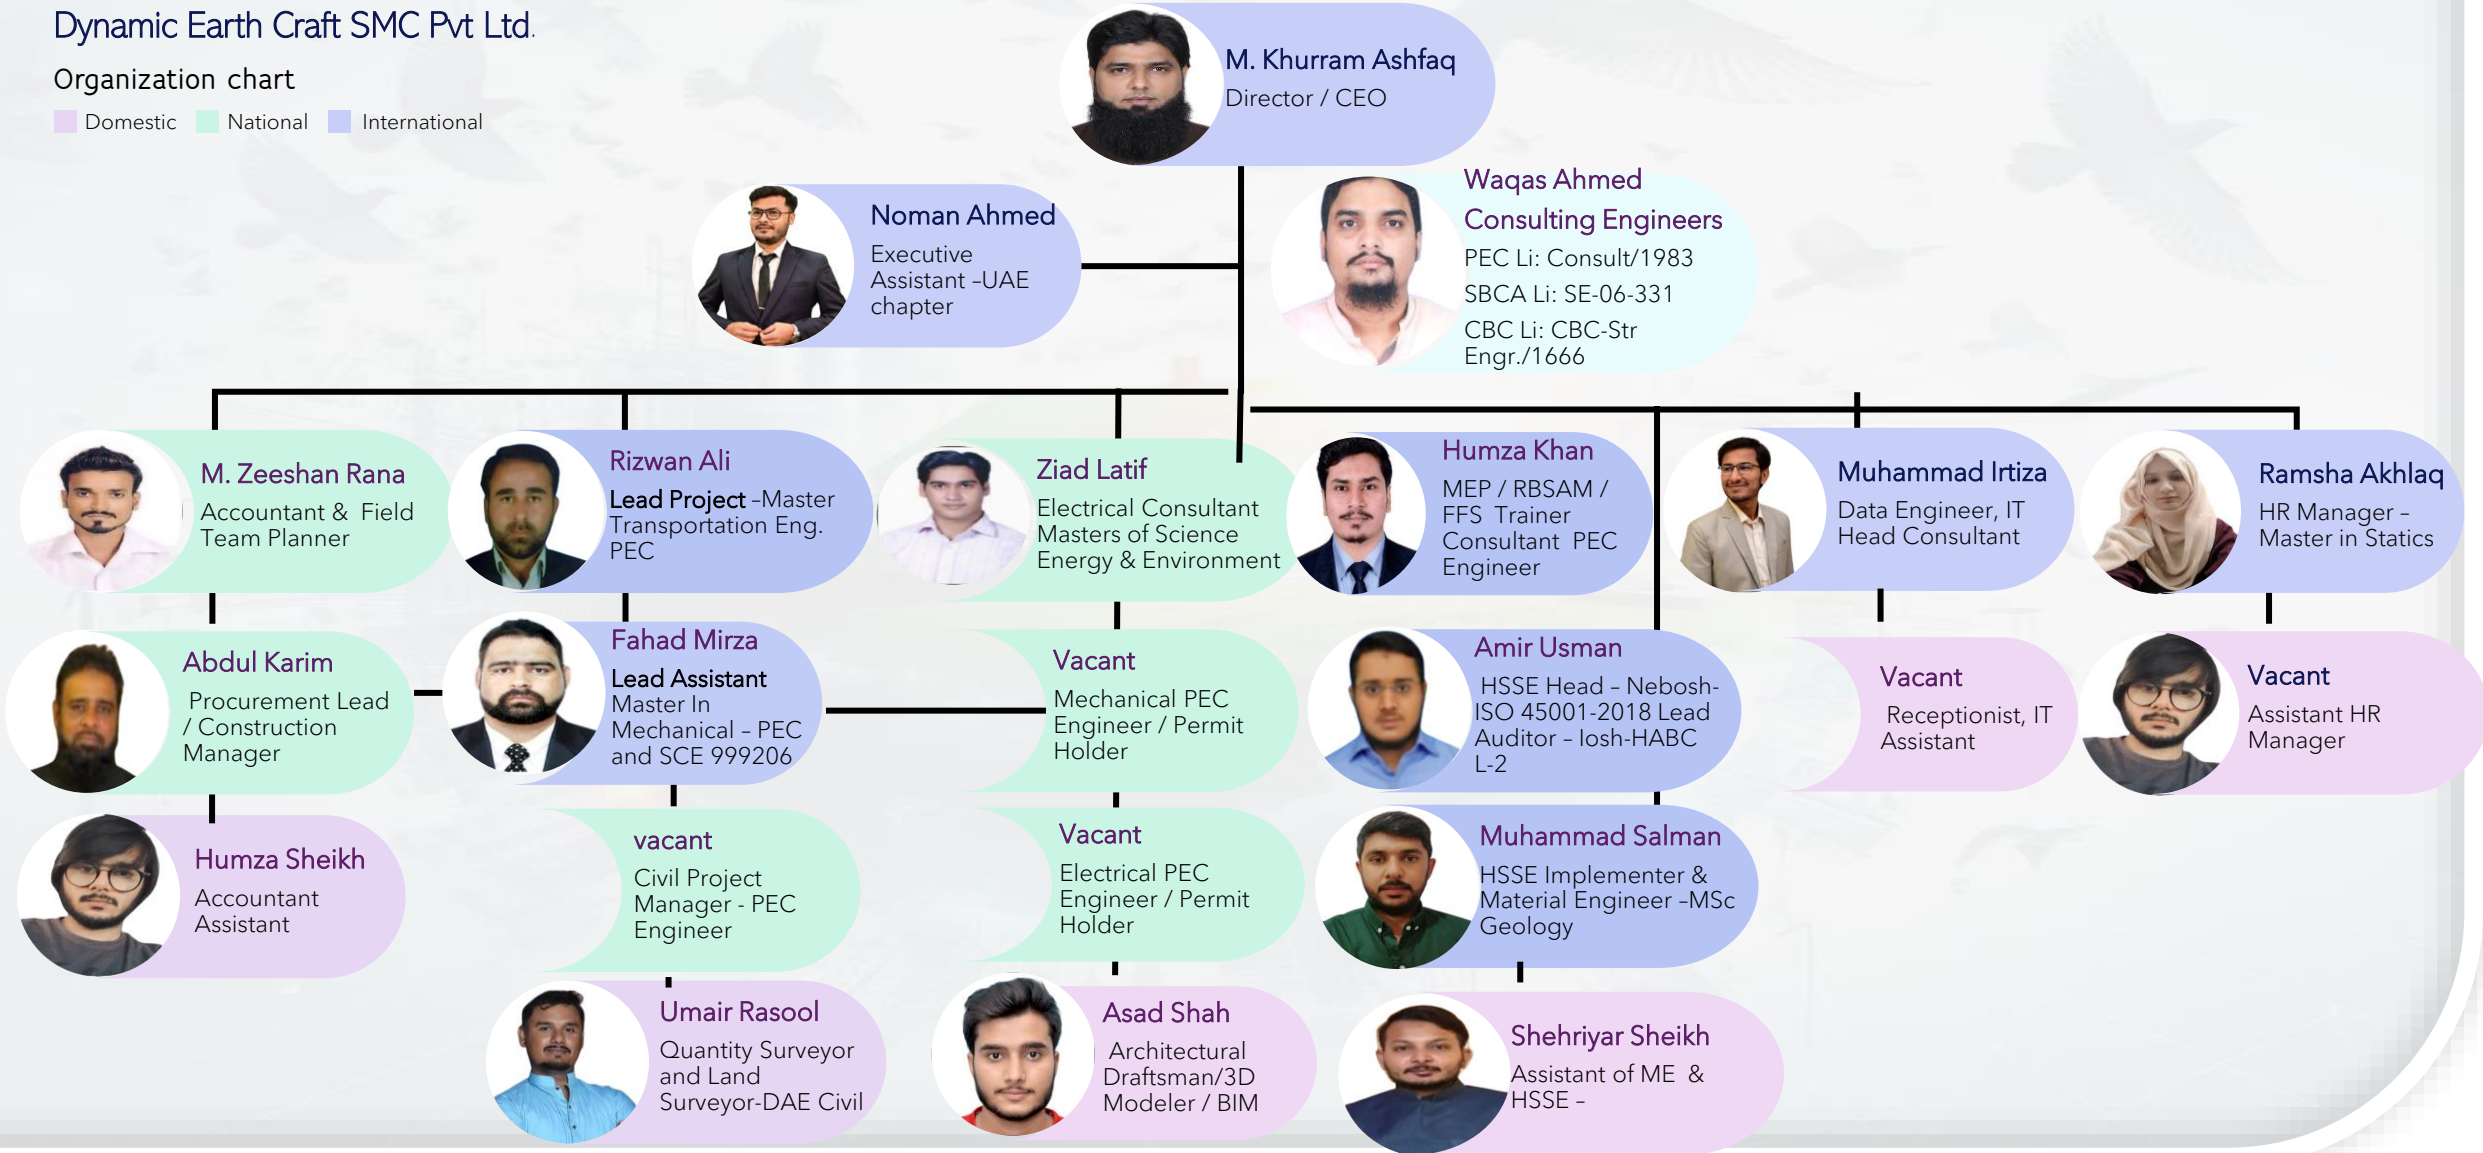 Dynamic Earth Craft SMC Pvt Ltd.
Organization chart
Domestic
National
International
M. Khurram Ashfaq
Director / CEO
Noman Ahmed
Executive
Assistant –UAE
chapter
Waqas Ahmed
Consulting Engineers
PEC Li: Consult/1983
SBCA Li: SE-06-331
CBC Li: CBC-Str
Engr./1666
M. Zeeshan Rana
Accountant & Field
Team Planner
Rizwan Ali
Lead Project –Master
Transportation Eng.
PEC
Ziad Latif
Electrical Consultant
Masters of Science
Energy & Environment
Humza Khan
MEP / RBSAM /
FFS Trainer
Consultant PEC
Engineer
Muhammad Irtiza
Data Engineer, IT
Head Consultant
Ramsha Akhlaq
HR Manager –
Master in Statics
Abdul Karim
Procurement Lead
/ Construction
Manager
Fahad Mirza
Lead Assistant
Master In
Mechanical – PEC
and SCE 999206
Vacant
Mechanical PEC
Engineer / Permit
Holder
Amir Usman
HSSE Head – Nebosh-
ISO 45001-2018 Lead
Auditor – Iosh-HABC
L-2
Vacant
Receptionist, IT
Assistant
Vacant
Assistant HR
Manager
Humza Sheikh
Accountant
Assistant
vacant
Civil Project
Manager - PEC
Engineer
Vacant
Electrical PEC
Engineer / Permit
Holder
Muhammad Salman
HSSE Implementer &
Material Engineer –MSc
Geology
Umair Rasool
Quantity Surveyor
and Land
Surveyor-DAE Civil
Asad Shah
Architectural
Draftsman/3D
Modeler / BIM
Shehriyar Sheikh
Assistant of ME &
HSSE –